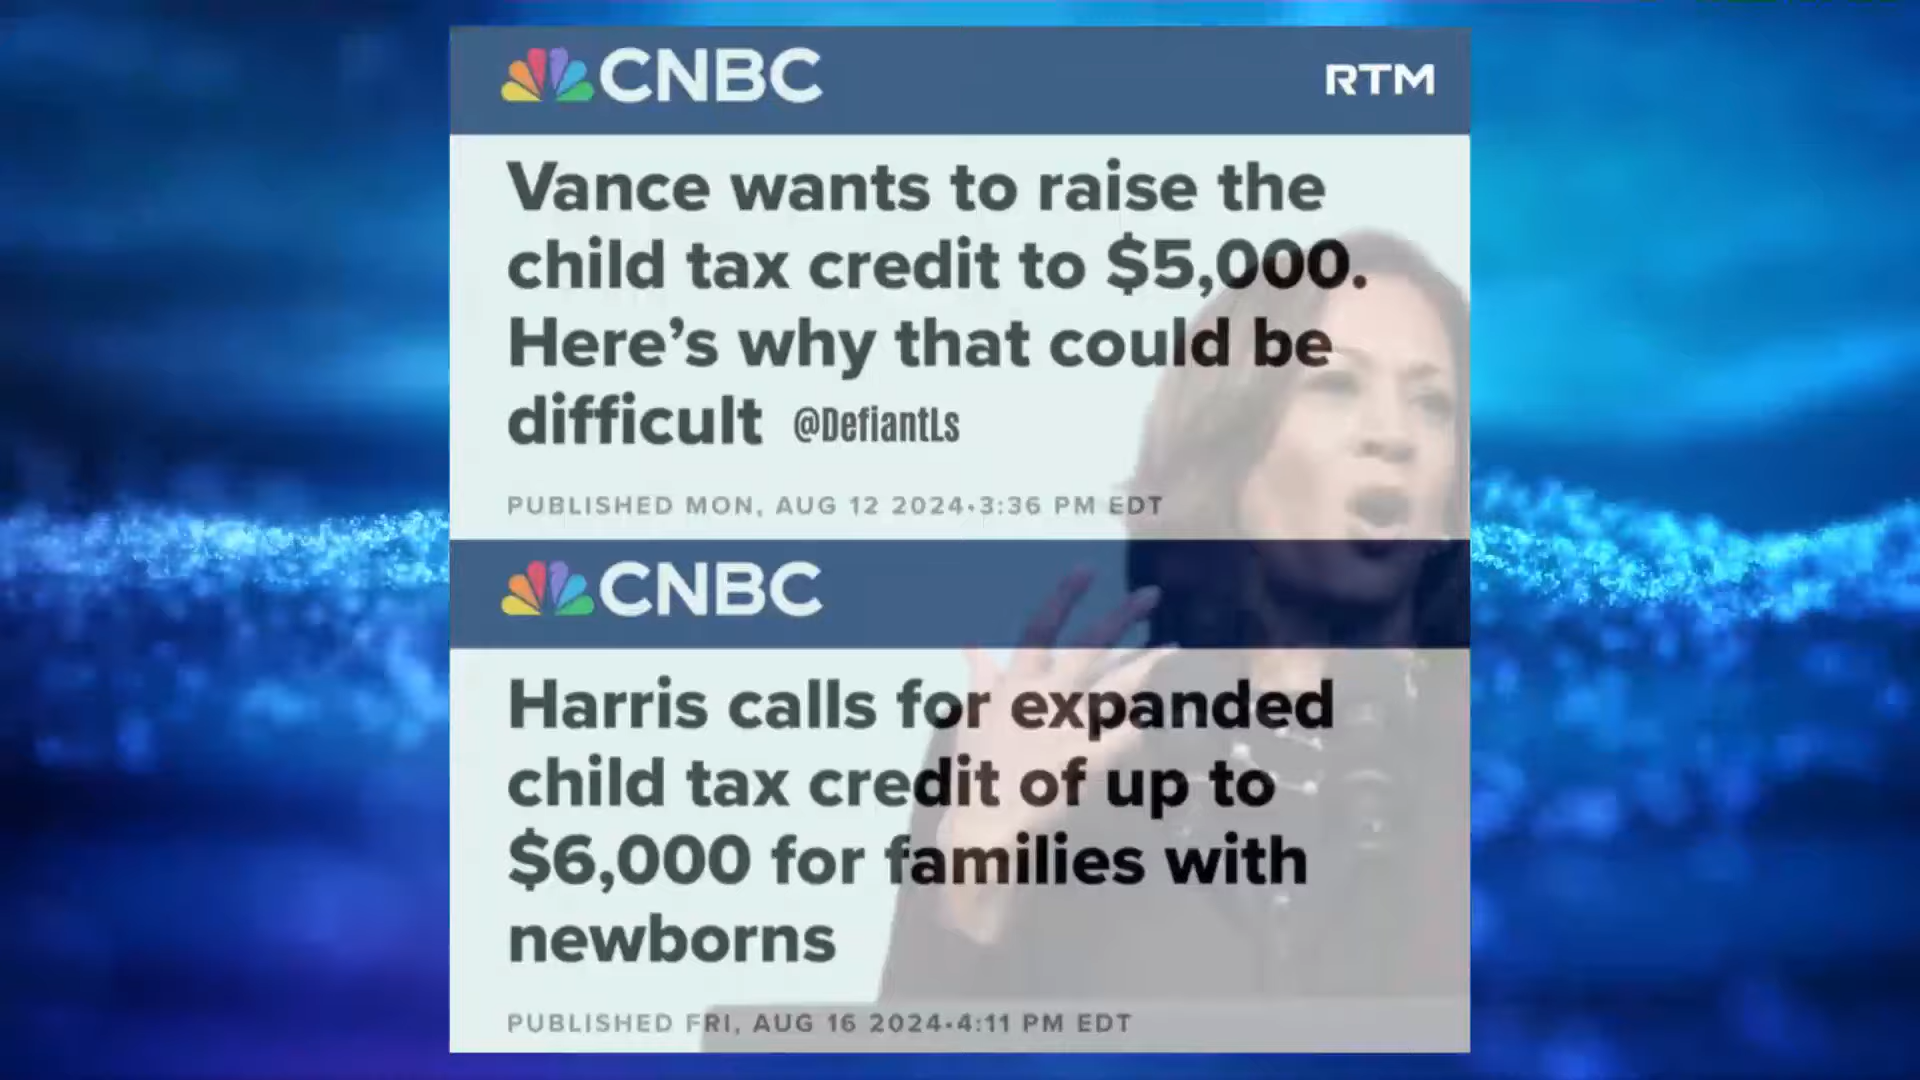 CNBC RTM
Vance wants to raise the
child tax credit to $5,000.
Here’s why that could be
difficult @DefiantLs
PUBLISHED MON, AUG 12 2024•3:36 PM EDT
CNBC
Harris calls for expanded
child tax credit of up to
$6,000 for families with
newborns
PUBLISHED FRI, AUG 16 2024•4:11 PM EDT